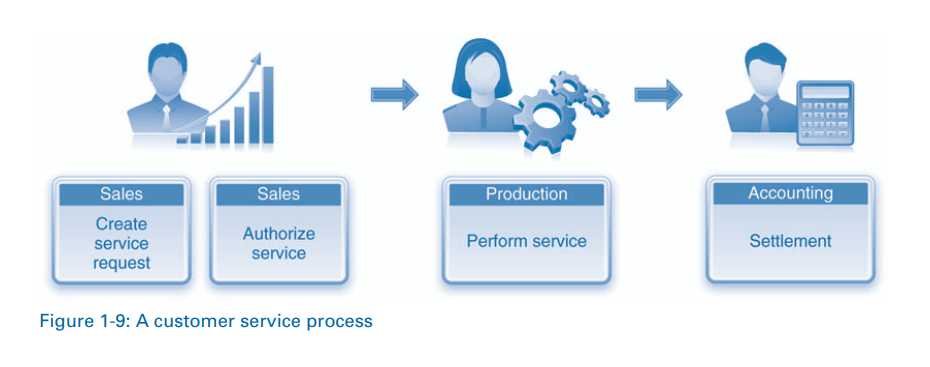 Sales
Create
service
request
Sales
Authorize
service
Production
Perform service
Accounting
Settlement
Figure 1-9: A customer service process